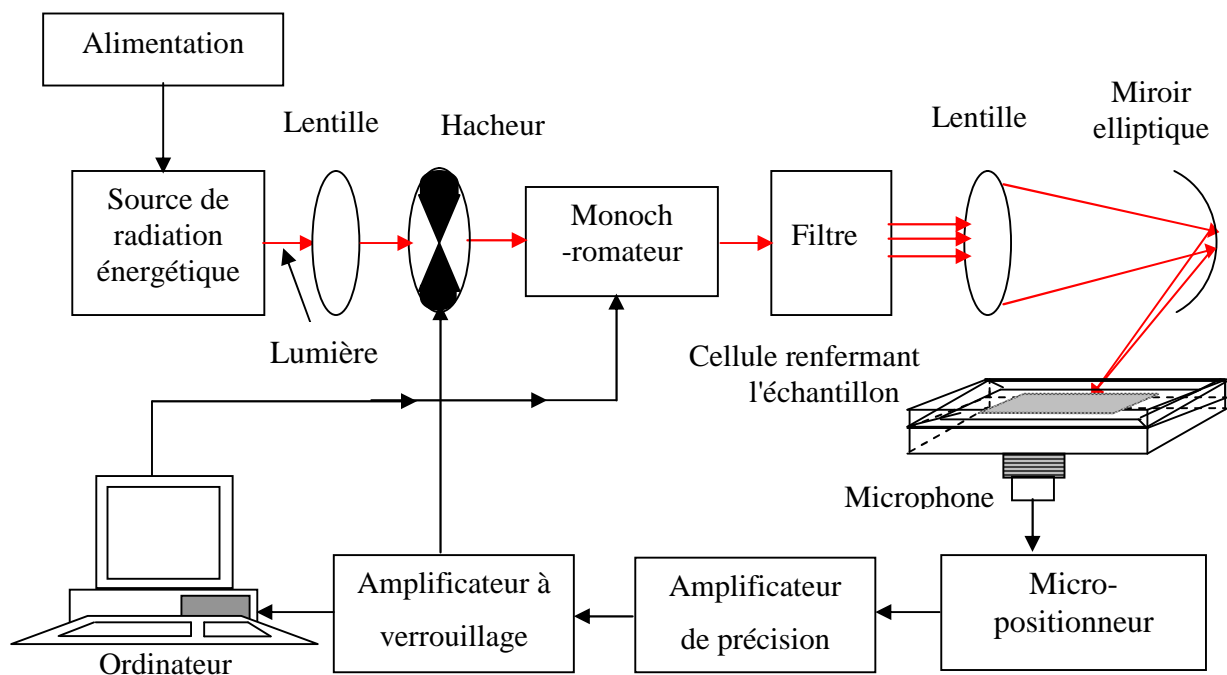 Alimentation
Lentille
Hacheur
Lentille
Miroir
elliptique
Source de
radiation
énergétique
Monoch
-romateur
Filtre
Lumière
Cellule renfermant
l'échantillon
Microphone
Amplificateur à
verrouillage
Amplificateur
de précision
Micro-
positionneur
Ordinateur